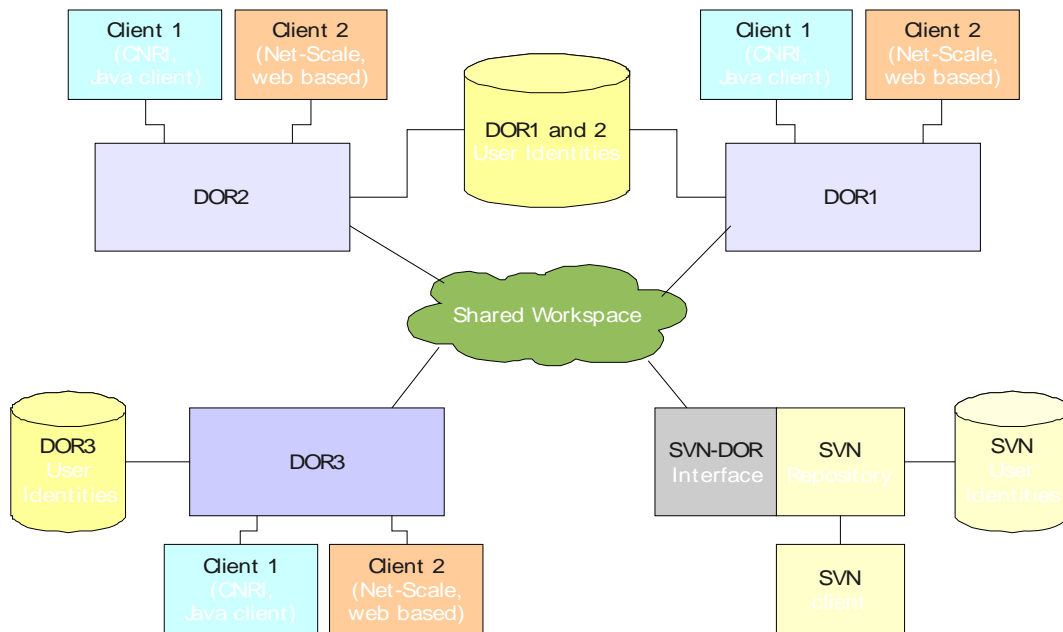 Client 1
(CNRI,
Java client)
Client 2
(Net-Scale,
web based)
Client 1
(CNRI,
Java client)
Client 2
(Net-Scale,
web based)
DOR1 and 2
User Identities
DOR2
DOR1
Shared Workspace
DOR3
User
Identities
DOR3
SVN-DOR
Interface
SVN
Repository
SVN
User
Identities
Client 1
(CNRI,
Java client)
Client 2
(Net-Scale,
web based)
SVN
client